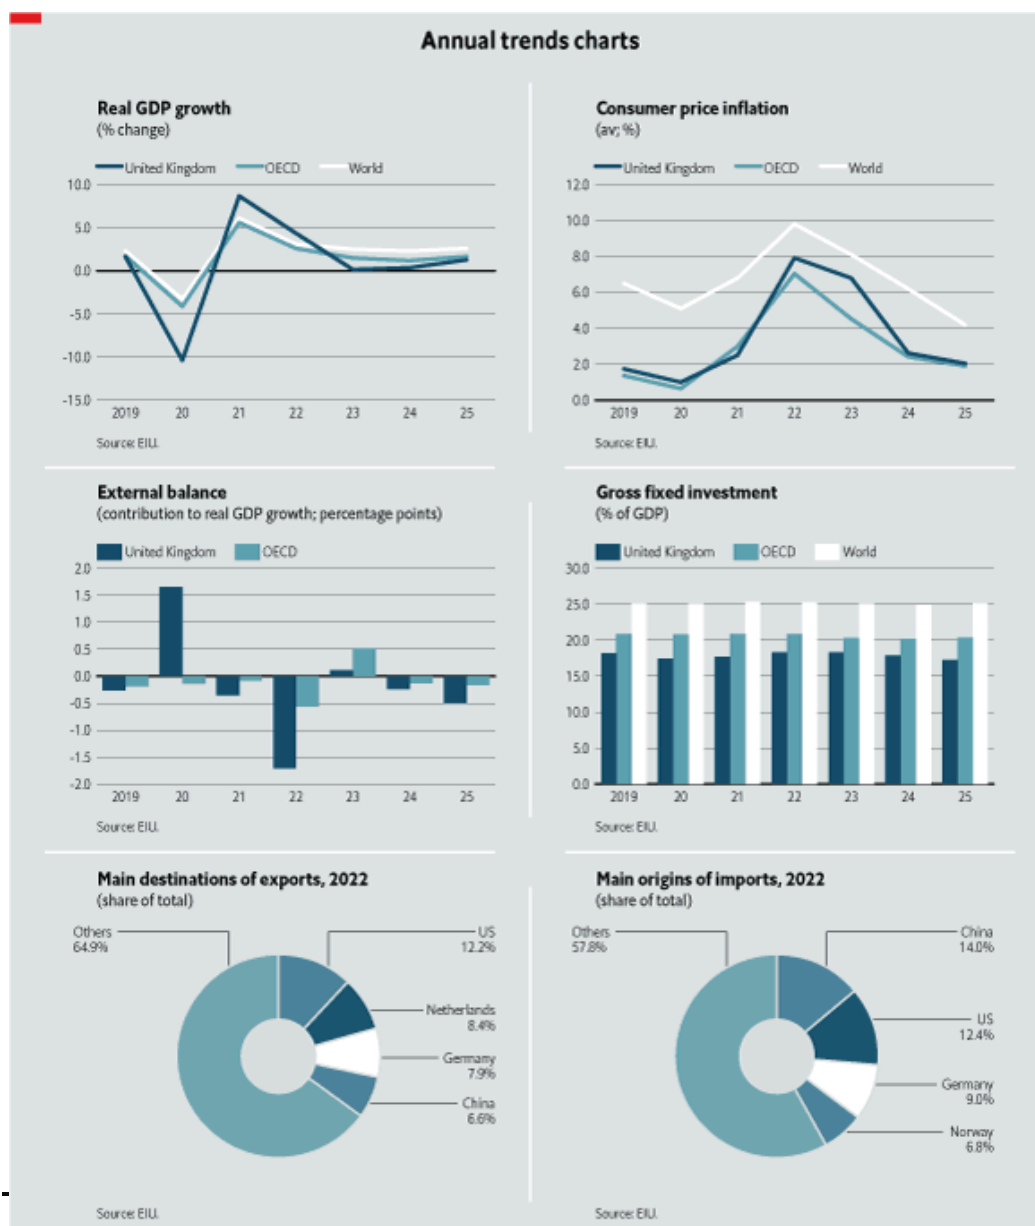 Annual trends charts
Real GDP growth
(% change)
United Kingdom OECD World
10.0
5.0
0.0
-5.0
-10.0
-15.0
2019 20 21 22 23 24 25
Source: EIU.
Consumer price inflation
(av; %)
United Kingdom OECD World
12.0
10.0
8.0
6.0
4.0
2.0
0.0
2019 20 21 22 23 24 25
Source: EIU.
External balance
(contribution to real GDP growth; percentage points)
United Kingdom OECD
2.0
1.5
1.0
0.5
0.0
-0.5
-1.0
-1.5
-2.0
2019 20 21 22 23 24 25
Source: EIU.
Gross fixed investment
(% of GDP)
United Kingdom OECD World
30.0
25.0
20.0
15.0
10.0
5.0
0.0
2019 20 21 22 23 24 25
Source: EIU.
Main destinations of exports, 2022
(share of total)
Others
64.9%
US
12.2%
Netherlands
8.4%
Germany
7.9%
China
6.6%
Source: EIU.
Main origins of imports, 2022
(share of total)
Others
57.8%
China
14.0%
US
12.4%
Germany
9.0%
Norway
6.8%
Source: EIU.